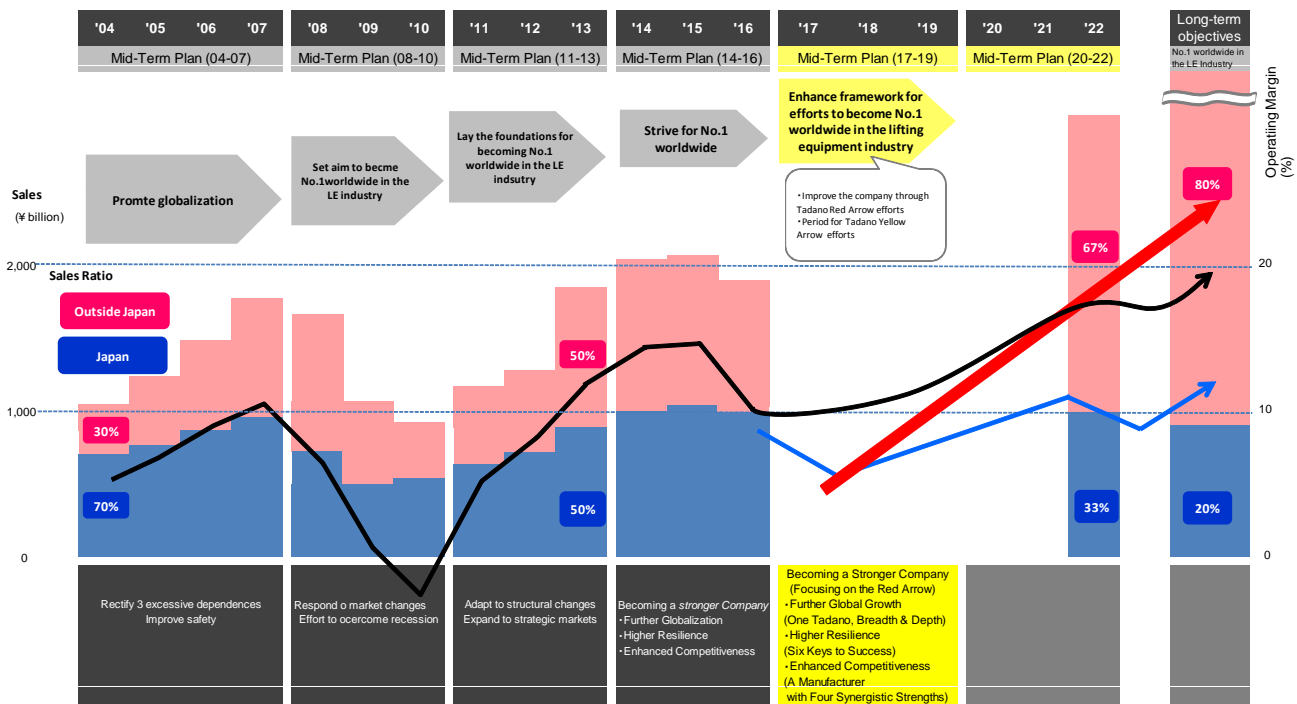 '04
'05
'06
'07
'08
'09
'10
'11
'12
'13
'14
'15
'16
'17
'18
'19
'20
'21
'22
Long-term
objectives
Mid-Term Plan (04-07)
Mid-Term Plan (08-10)
Mid-Term Plan (11-13)
Mid-Term Plan (14-16)
Mid-Term Plan (17-19)
Mid-Term Plan (20-22)
No.1 worldwide in
the LE Industry
Promte globalization
Set aim to becme
No.1worldwide in the
LE industry
Lay the foundations for
becoming No.1
worldwide in the LE
indsutry
Strive for No.1
worldwide
Enhance framework for
efforts to become No.1
worldwide in the lifting
equipment industry
・Improve the company through
Tadano Red Arrow efforts
・Period for Tadano Yellow
Arrow efforts
Operatiing Margin
(%)
Sales
(¥ billion)
2,000
1,000
0
20
10
0
Sales Ratio
Outside Japan
Japan
30%
70%
50%
50%
67%
33%
80%
20%
Rectify 3 excessive dependences
Improve safety
Respond o market changes
Effort to ocercome recession
Adapt to structural changes
Expand to strategic markets
Becoming a stronger Company
・Further Globalization
・Higher Resilience
・Enhanced Competitiveness
Becoming a Stronger Company
(Focusing on the Red Arrow)
・Further Global Growth
(One Tadano, Breadth & Depth)
・Higher Resilience
(Six Keys to Success)
・Enhanced Competitiveness
(A Manufacturer
with Four Synergistic Strengths)